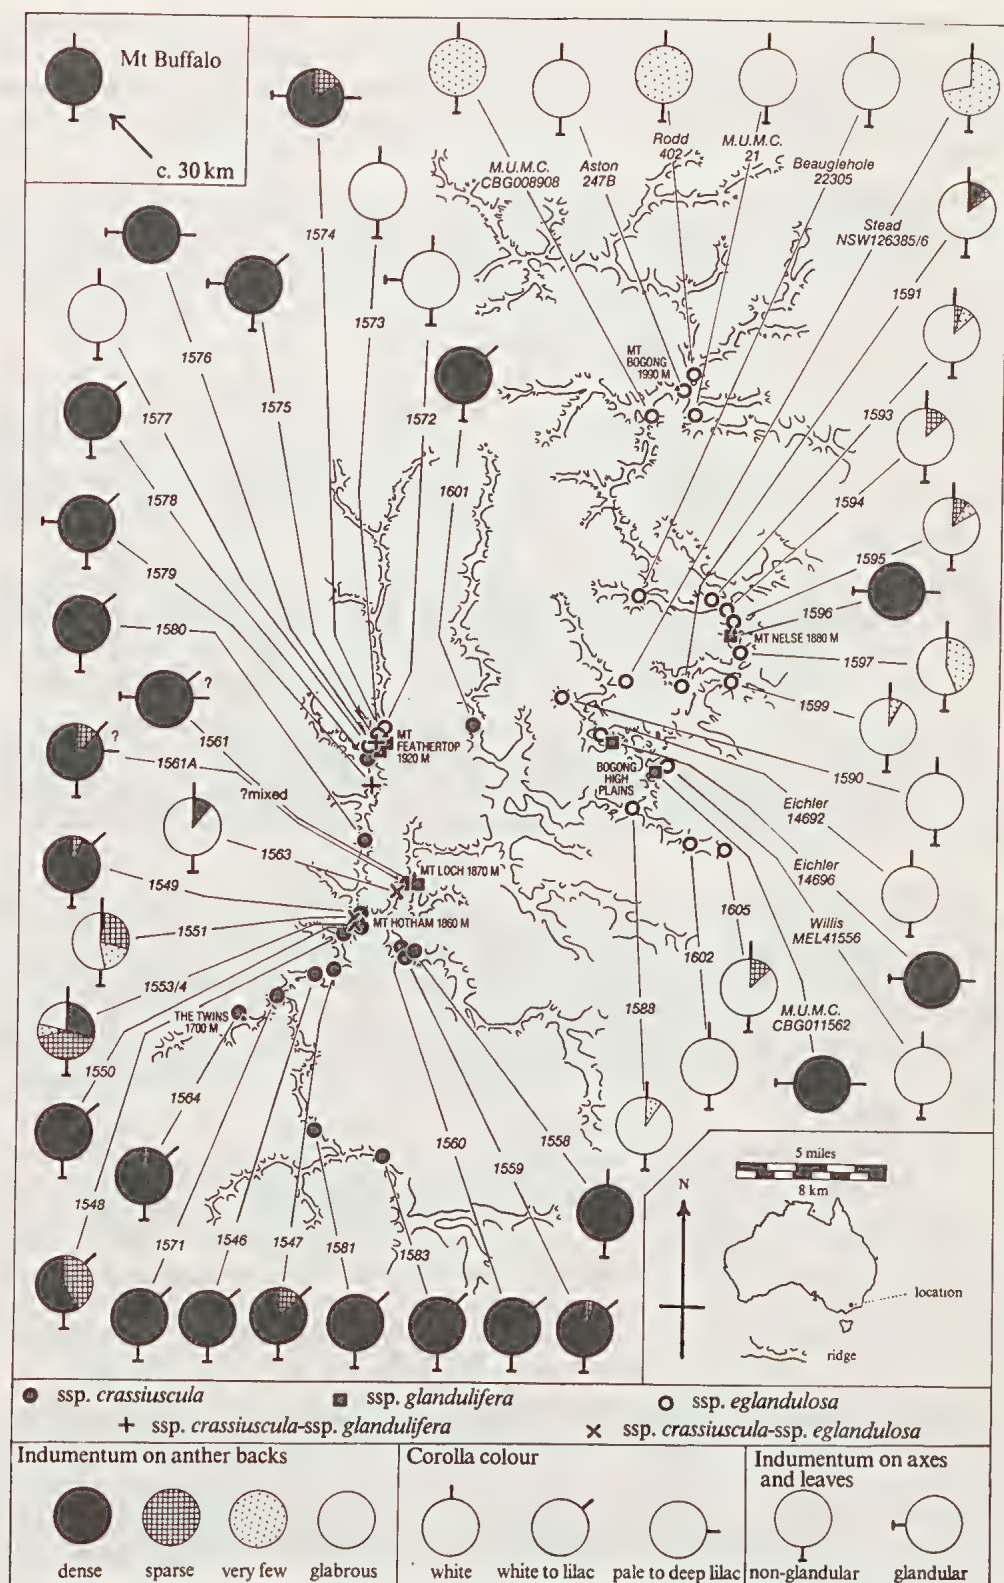 Mt Buffalo
c. 30 km
M.U.M.C.
CBG008908
Aston
247B
Rodd
402
M.U.M.C.
21
Beauglehole
22305
Stead
NSW126385/6
1574
1573
1572
1576
1575
1577
1578
1579
1580
1601
1591
1593
1594
1595
1596
1597
1599
1590
MT
BOGONG
1990 M
MT NELSE 1880 M
MT
FEATHERTOP
1920 M
BOGONG
HIGH
PLAINS
?
1561
?
1561A
?mixed
1563
MT LOCH 1870 M
1549
MT HOTHAM 1860 M
1551
1553/4
THE TWINS
1700 M
1550
1564
1548
1571
1546
1547
1581
1583
1560
1559
1558
1588
1602
1605
Eichler
14692
Eichler
14696
Willis
MEL41556
M.U.M.C.
CBG011562
5 miles
8 km
N
location
ridge
ssp. crassiuscula
ssp. glandulifera
ssp. eglandulosa
+ ssp. crassiuscula-ssp. glandulifera
× ssp. crassiuscula-ssp. eglandulosa
Indumentum on anther backs
dense
sparse
very few
glabrous
Corolla colour
white
white to lilac
pale to deep lilac
Indumentum on axes
and leaves
non-glandular
glandular